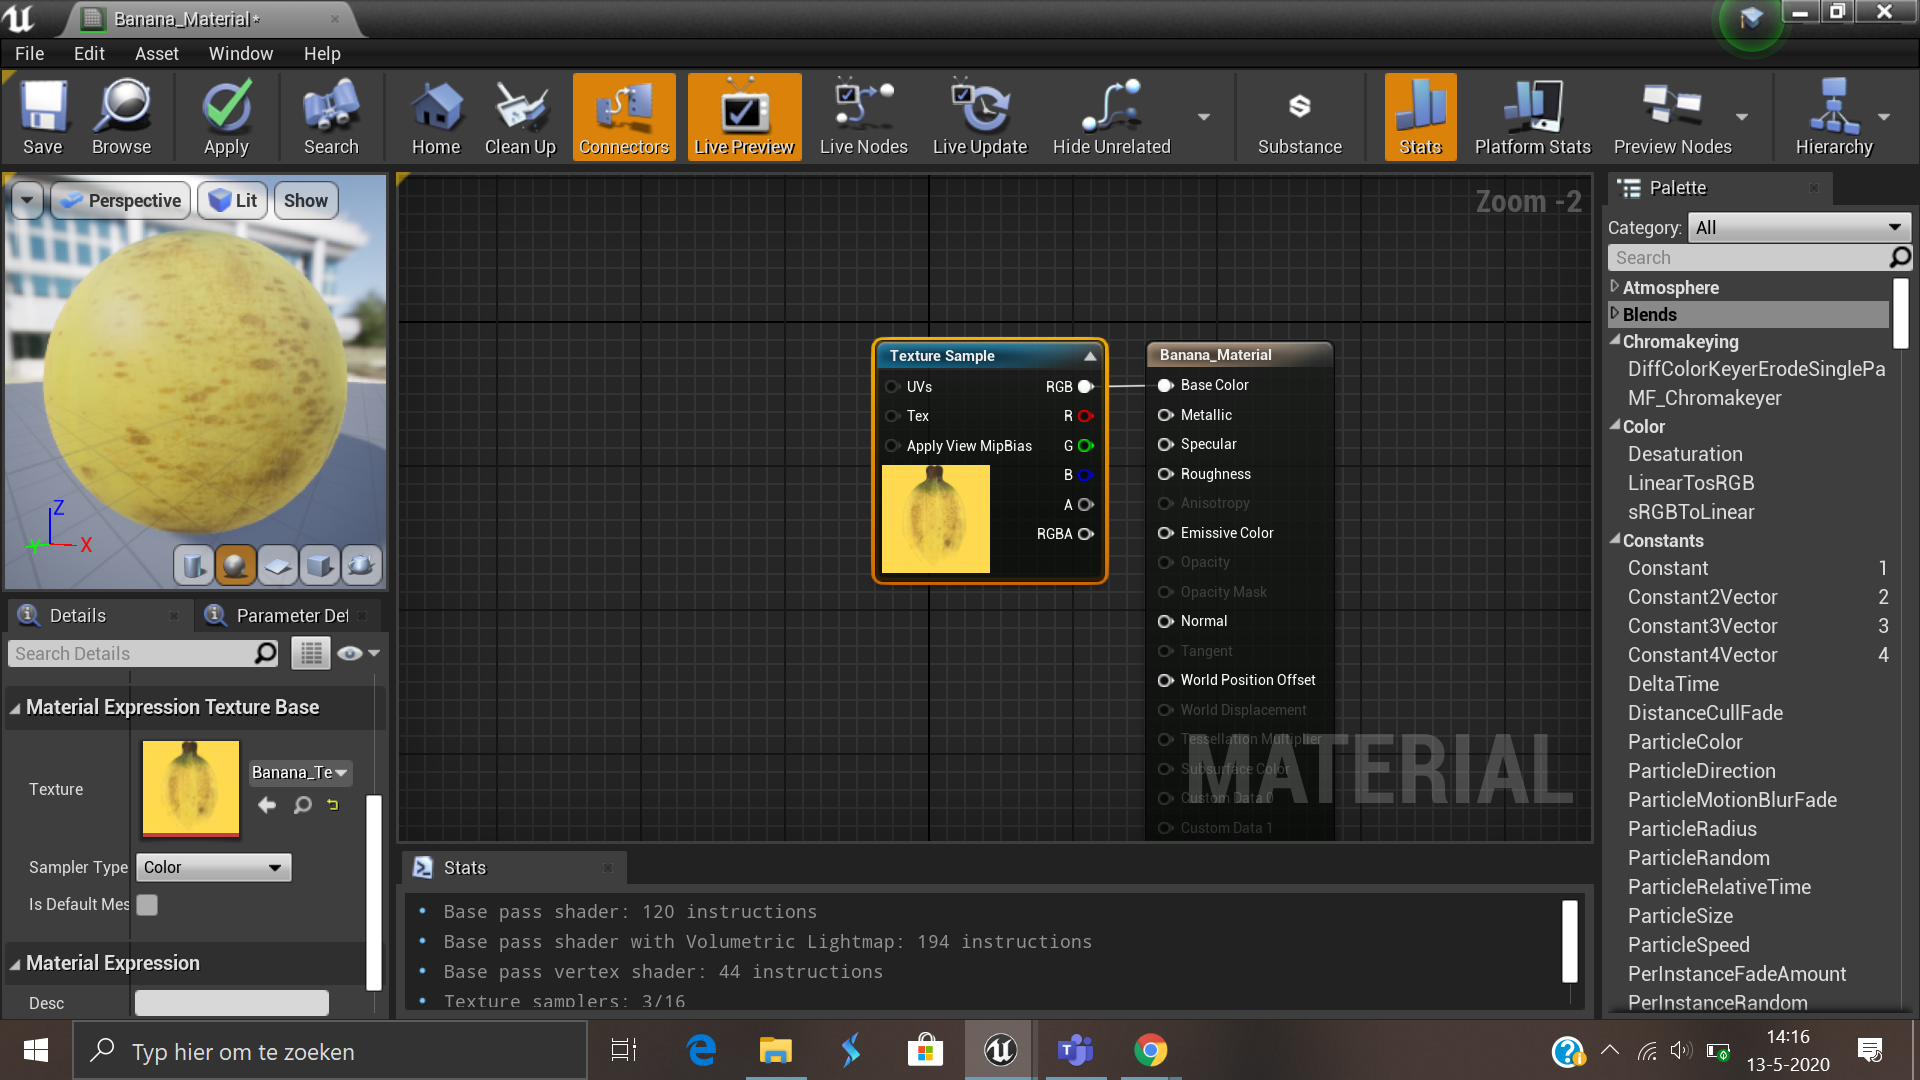 Banana_Material*
File Edit Asset Window Help
Save Browse Apply Search Home Clean Up Connectors Live Preview Live Nodes Live Update Hide Unrelated Substance Stats Platform Stats Preview Nodes Hierarchy
Perspective Lit Show
Z
X
Y
Details Parameter Def
Search Details
Material Expression Texture Base
Texture
Banana_Te
Sampler Type Color
Is Default Mes
Material Expression
Desc
Zoom -2
Texture Sample
UVs RGB
Tex R
Apply View MipBias G
B
A
RGBA
Banana_Material
Base Color
Metallic
Specular
Roughness
Anisotropy
Emissive Color
Opacity
Opacity Mask
Normal
Tangent
World Position Offset
World Displacement
Tessellation Multiplier
Subsurface Color
Custom Data 0
Custom Data 1
MATERIAL
Stats
Base pass shader: 120 instructions
Base pass shader with Volumetric Lightmap: 194 instructions
Base pass vertex shader: 44 instructions
Texture samplers: 3/16
Palette
Category: All
Search
Atmosphere
Blends
Chromakeying
DiffColorKeyerErodeSinglePa
MF_Chromakeyer
Color
Desaturation
LinearTosRGB
sRGBToLinear
Constants
Constant 1
Constant2Vector 2
Constant3Vector 3
Constant4Vector 4
DeltaTime
DistanceCullFade
ParticleColor
ParticleDirection
ParticleMotionBlurFade
ParticleRadius
ParticleRandom
ParticleRelativeTime
ParticleSize
ParticleSpeed
PerInstanceFadeAmount
PerInstanceRandom
Typ hier om te zoeken
14:16
13-5-2020